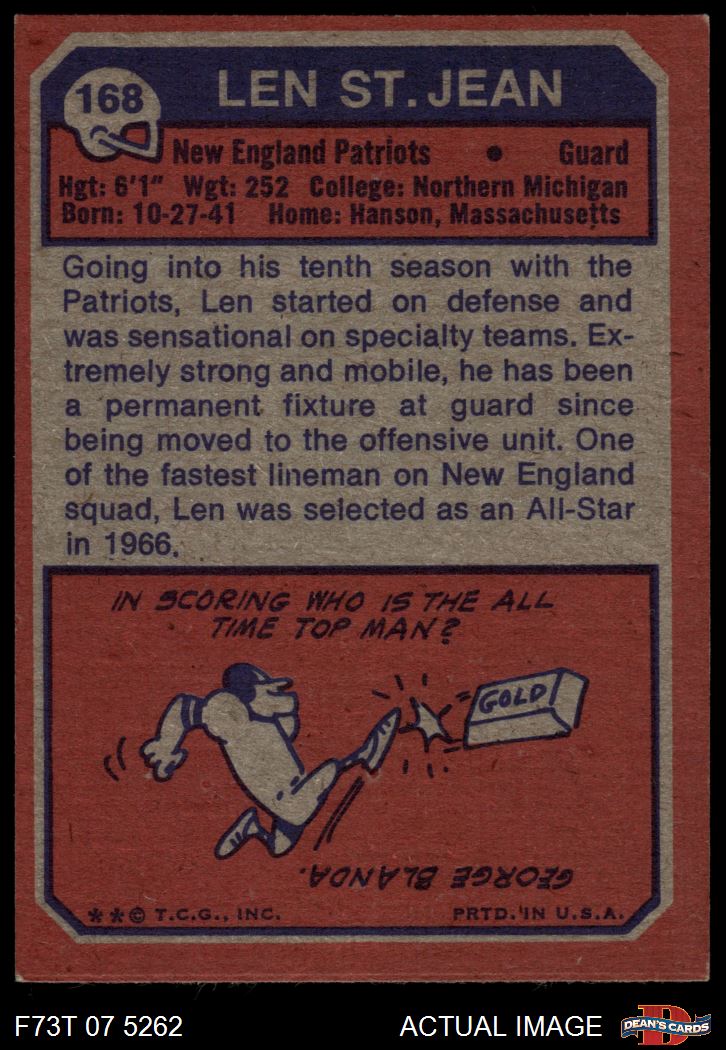 168
LEN ST. JEAN
New England Patriots • Guard
Hgt: 6'1" Wgt: 252 College: Northern Michigan
Born: 10-27-41 Home: Hanson, Massachusetts
Going into his tenth season with the
Patriots, Len started on defense and
was sensational on specialty teams. Ex-
tremely strong and mobile, he has been
a permanent fixture at guard since
being moved to the offensive unit. One
of the fastest lineman on New England
squad, Len was selected as an All-Star
in 1966.
IN SCORING WHO IS THE ALL
TIME TOP MAN?
GOLD
GEORGE BLANDA.
**© T.C.G., INC. PRTD. IN U.S.A.
F73T 07 5262 ACTUAL IMAGE
D
DEAN'S CARDS